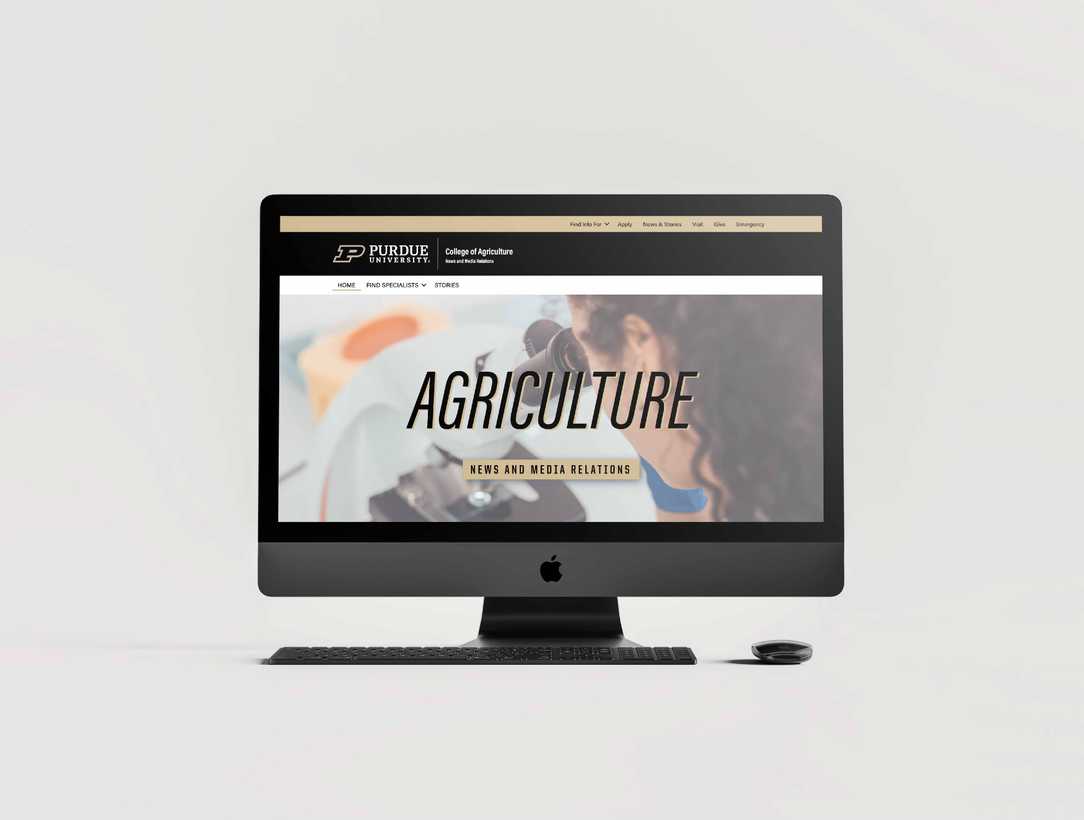 Find Info For Apply News & Stories Visit Give Emergency
PURDUE UNIVERSITY. College of Agriculture
News and Media Relations
HOME FIND SPECIALISTS STORIES
AGRICULTURE
NEWS AND MEDIA RELATIONS